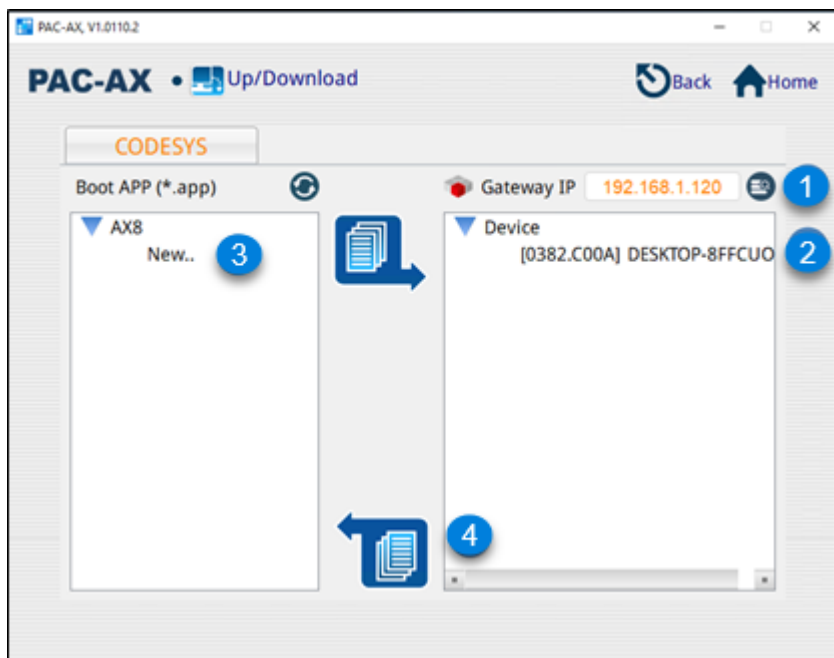 PAC-AX, V1.0110.2
PAC-AX • Up/Download
Back
Home
CODESYS
Boot APP (*.app)
Gateway IP
192.168.1.120
1
AX8
New..
3
Device
[0382.C00A] DESKTOP-8FFCUO
2
4